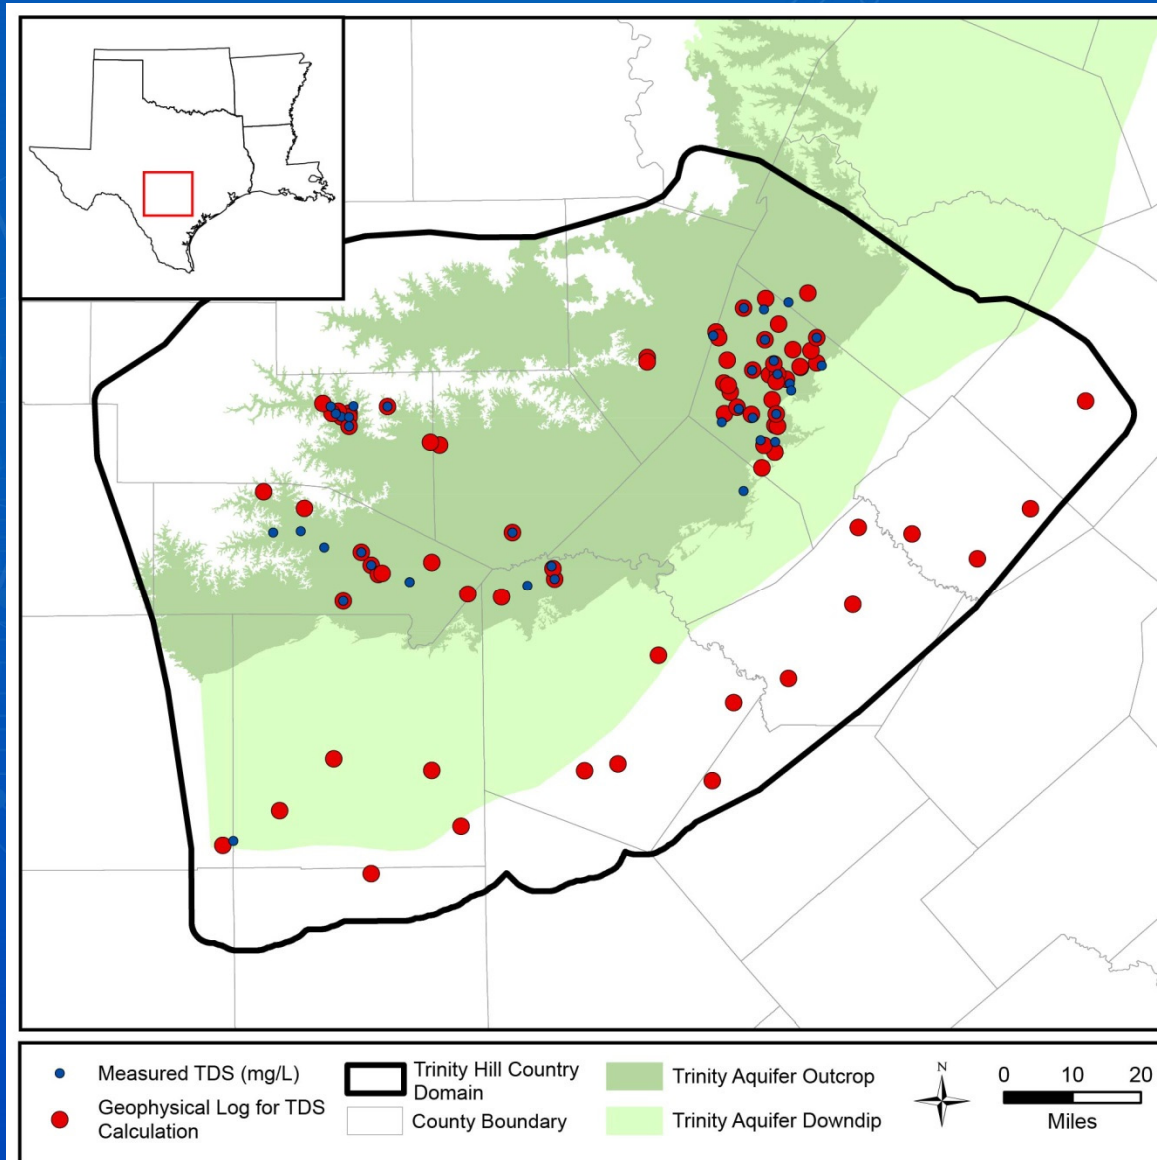 Measured TDS (mg/L)
Geophysical Log for TDS
Calculation
Trinity Hill Country
Domain
County Boundary
Trinity Aquifer Outcrop
Trinity Aquifer Downdip
N
0 10 20
Miles